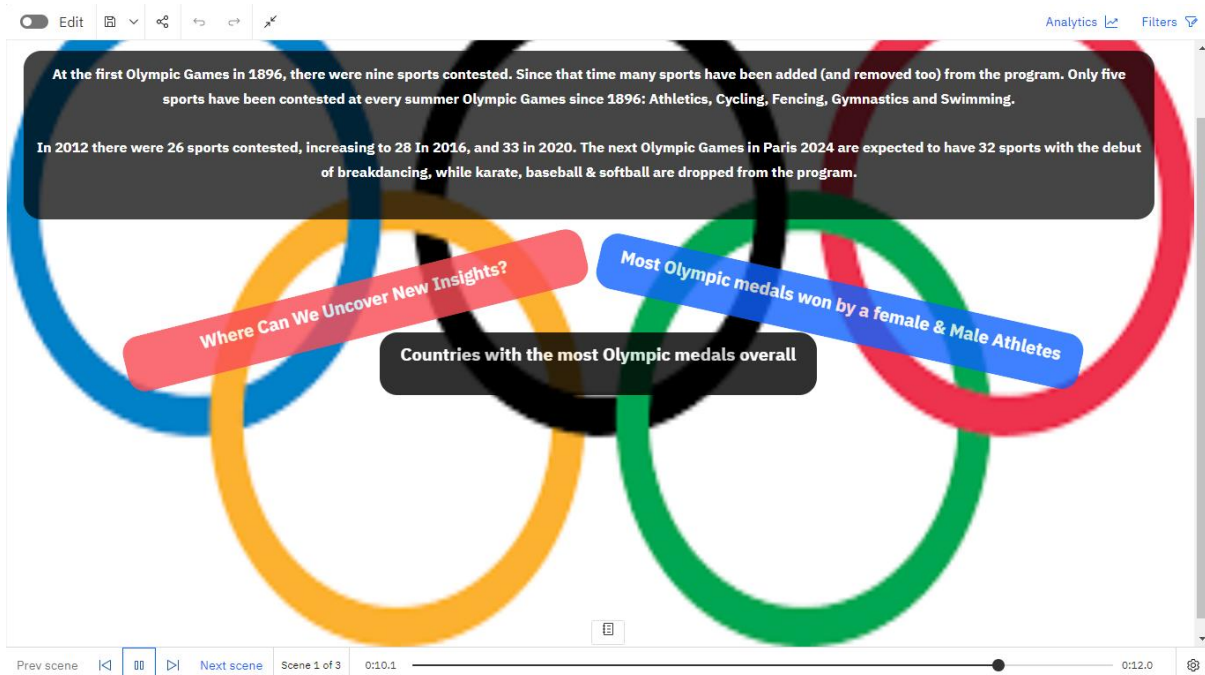 Edit
Analytics
Filters
At the first Olympic Games in 1896, there were nine sports contested. Since that time many sports have been added (and removed too) from the program. Only five
sports have been contested at every summer Olympic Games since 1896: Athletics, Cycling, Fencing, Gymnastics and Swimming.
In 2012 there were 26 sports contested, increasing to 28 In 2016, and 33 in 2020. The next Olympic Games in Paris 2024 are expected to have 32 sports with the debut
of breakdancing, while karate, baseball & softball are dropped from the program.
Where Can We Uncover New Insights?
Most Olympic medals won by a female & Male Athletes
Countries with the most Olympic medals overall
Prev scene
Next scene
Scene 1 of 3
0:10.1
0:12.0